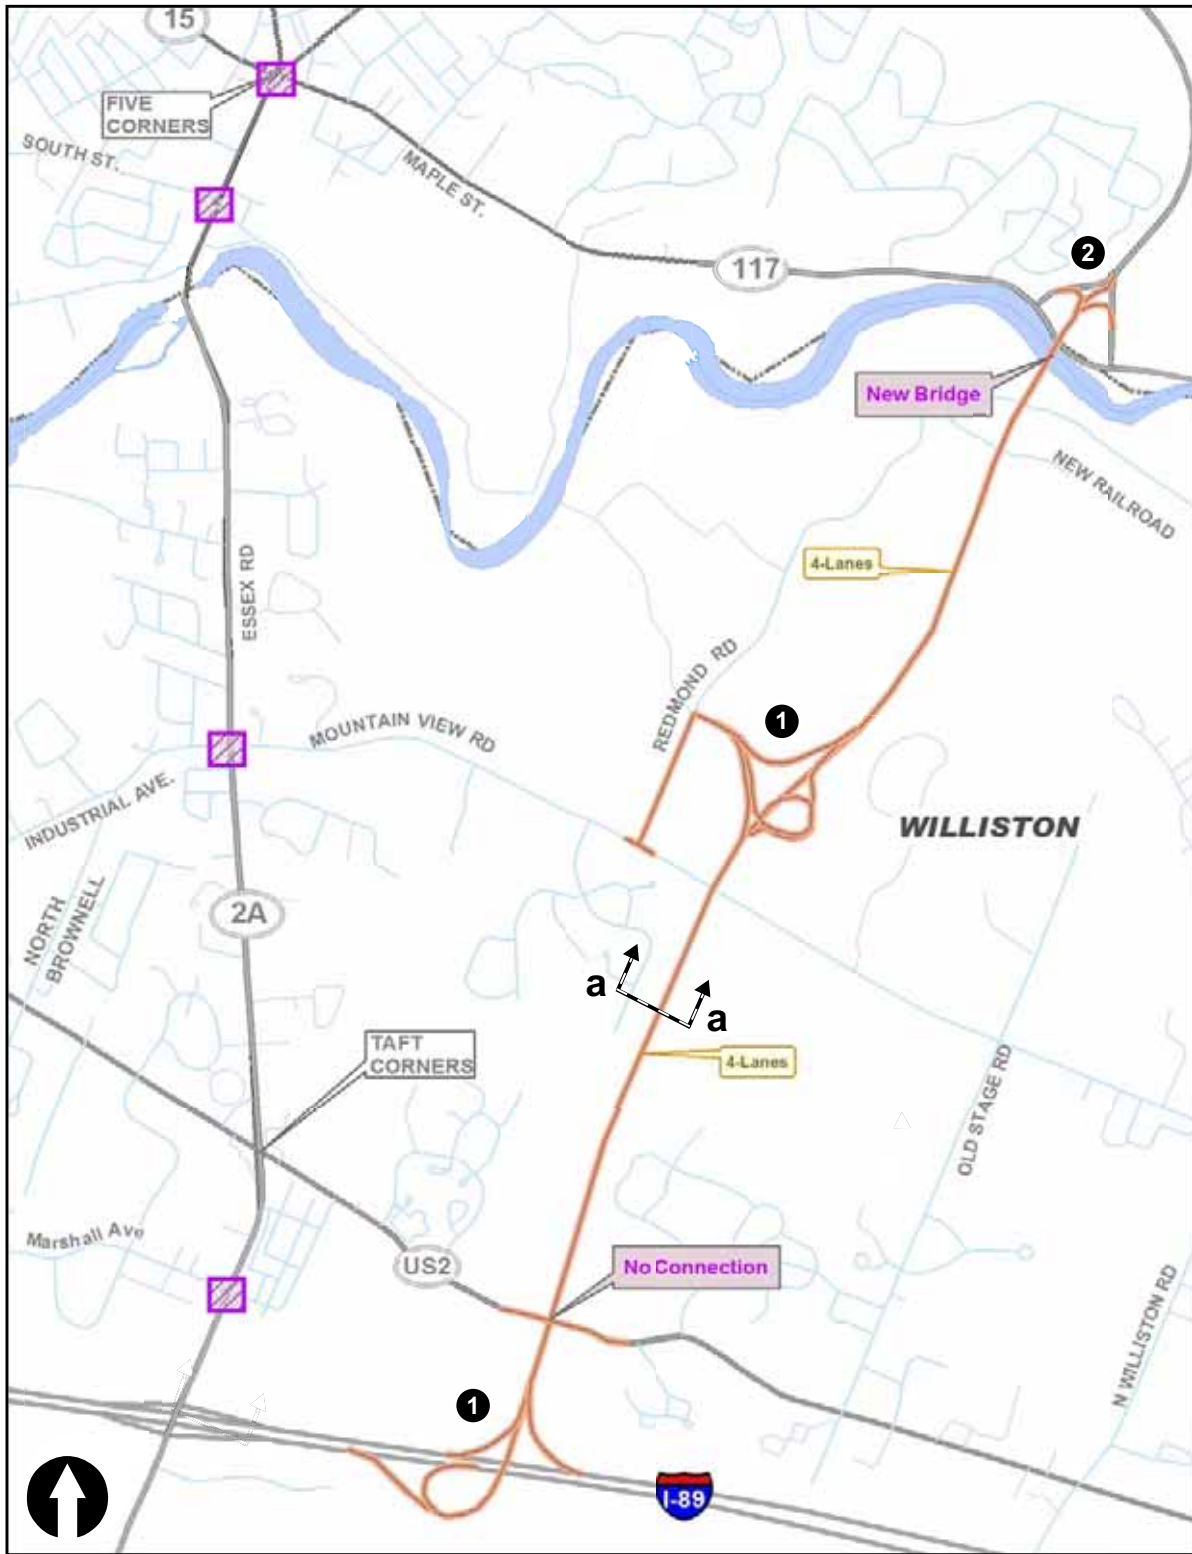 15
FIVE
CORNERS
SOUTH ST.
MAPLE ST.
117
2
New Bridge
NEW RAILROAD
4-Lanes
ESSEX RD
REDMOND RD
1
MOUNTAIN VIEW RD
INDUSTRIAL AVE.
WILLISTON
NORTH
BROWNELL
2A
a
a
TAFT
CORNERS
4-Lanes
OLD STAGE RD
Marshall Ave
US2
No Connection
N WILLISTON RD
1
I-89